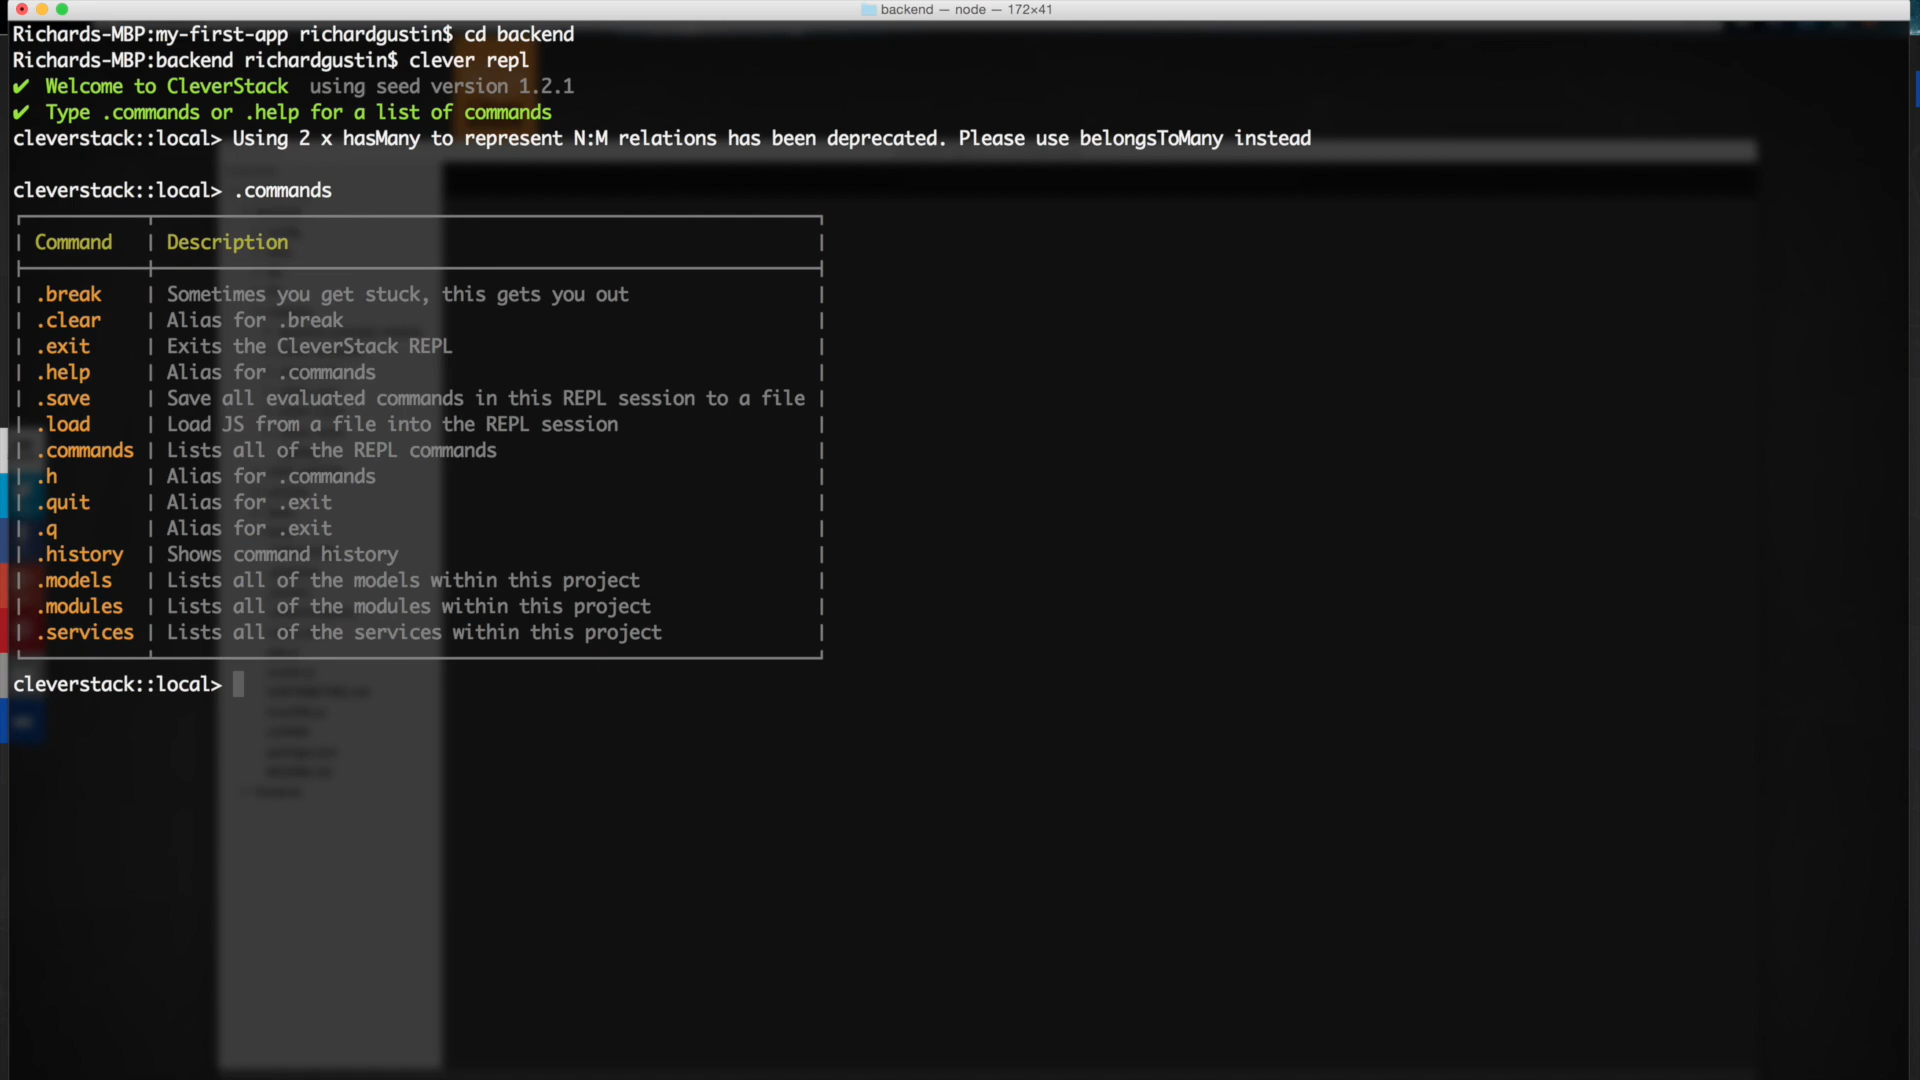 backend — node — 172×41
Richards-MBP:my-first-app richardgustin$ cd backend
Richards-MBP:backend richardgustin$ clever repl
✔ Welcome to CleverStack using seed version 1.2.1
✔ Type .commands or .help for a list of commands
cleverstack::local> Using 2 x hasMany to represent N:M relations has been deprecated. Please use belongsToMany instead
cleverstack::local> .commands
Command | Description
.break | Sometimes you get stuck, this gets you out
.clear | Alias for .break
.exit | Exits the CleverStack REPL
.help | Alias for .commands
.save | Save all evaluated commands in this REPL session to a file
.load | Load JS from a file into the REPL session
.commands | Lists all of the REPL commands
.h | Alias for .commands
.quit | Alias for .exit
.q | Alias for .exit
.history | Shows command history
.models | Lists all of the models within this project
.modules | Lists all of the modules within this project
.services | Lists all of the services within this project
cleverstack::local>